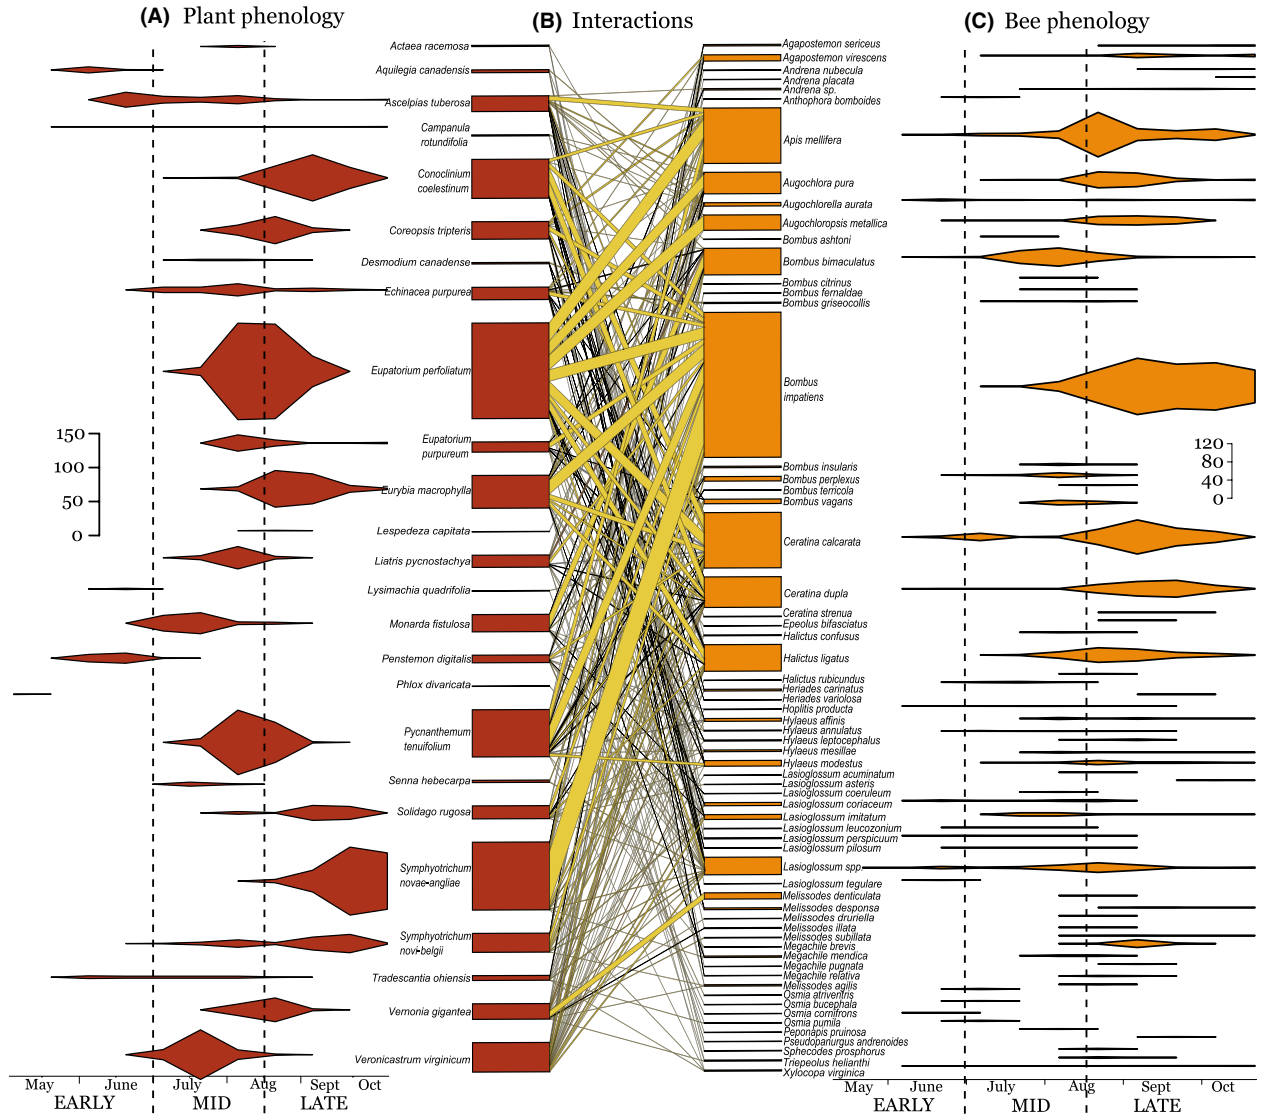 (A) Plant phenology
(B) Interactions
(C) Bee phenology
Actaea racemosa
Aquilegia canadensis
Ascelpias tuberosa
Campanula
rotundifolia
Conoclinium
coelestinum
Coreopsis tripteris
Desmodium canadense
Echinacea purpurea
Eupatorium perfoliatum
Eupatorium
purpureum
Eurybia macrophylla
Lespedeza capitata
Liatris pycnostachya
Lysimachia quadrifolia
Monarda fistulosa
Penstemon digitalis
Phlox divaricata
Pycnanthemum
tenuifolium
Senna hebecarpa
Solidago rugosa
Symphyotrichum
novae-angliae
Symphyotrichum
novi-belgii
Tradescantia ohiensis
Vernonia gigantea
Veronicastrum virginicum
150
100
50
0
May June July Aug Sept Oct
EARLY MID LATE
Agapostemon sericeus
Agapostemon virescens
Andrena nubecula
Andrena placata
Andrena sp.
Anthophora bomboides
Apis mellifera
Augochlora pura
Augochlorella aurata
Augochloropsis metallica
Bombus ashtoni
Bombus bimaculatus
Bombus citrinus
Bombus fernaldae
Bombus griseocollis
Bombus
impatiens
Bombus insularis
Bombus perplexus
Bombus terricola
Bombus vagans
Ceratina calcarata
Ceratina dupla
Ceratina strenua
Epeolus bifasciatus
Halictus confusus
Halictus ligatus
Halictus rubicundus
Heriades carinatus
Heriades variolosa
Hoplitis producta
Hylaeus affinis
Hylaeus annulatus
Hylaeus leptocephalus
Hylaeus mesillae
Hylaeus modestus
Lasioglossum acuminatum
Lasioglossum asteris
Lasioglossum coeruleum
Lasioglossum coriaceum
Lasioglossum imitatum
Lasioglossum leucozonium
Lasioglossum perspicuum
Lasioglossum pilosum
Lasioglossum spp.
Lasioglossum tegulare
Melissodes denticulata
Melissodes desponsa
Melissodes druriella
Melissodes illata
Melissodes subillata
Megachile brevis
Megachile mendica
Megachile pugnata
Megachile relativa
Melissodes agilis
Osmia atriventris
Osmia bucephala
Osmia cornifrons
Osmia pumila
Peponapis pruinosa
Pseudopanurgus andrenoides
Sphecodes prosphorus
Triepeolus helianthi
Xylocopa virginica
120
80
40
0
May June July Aug Sept Oct
EARLY MID LATE